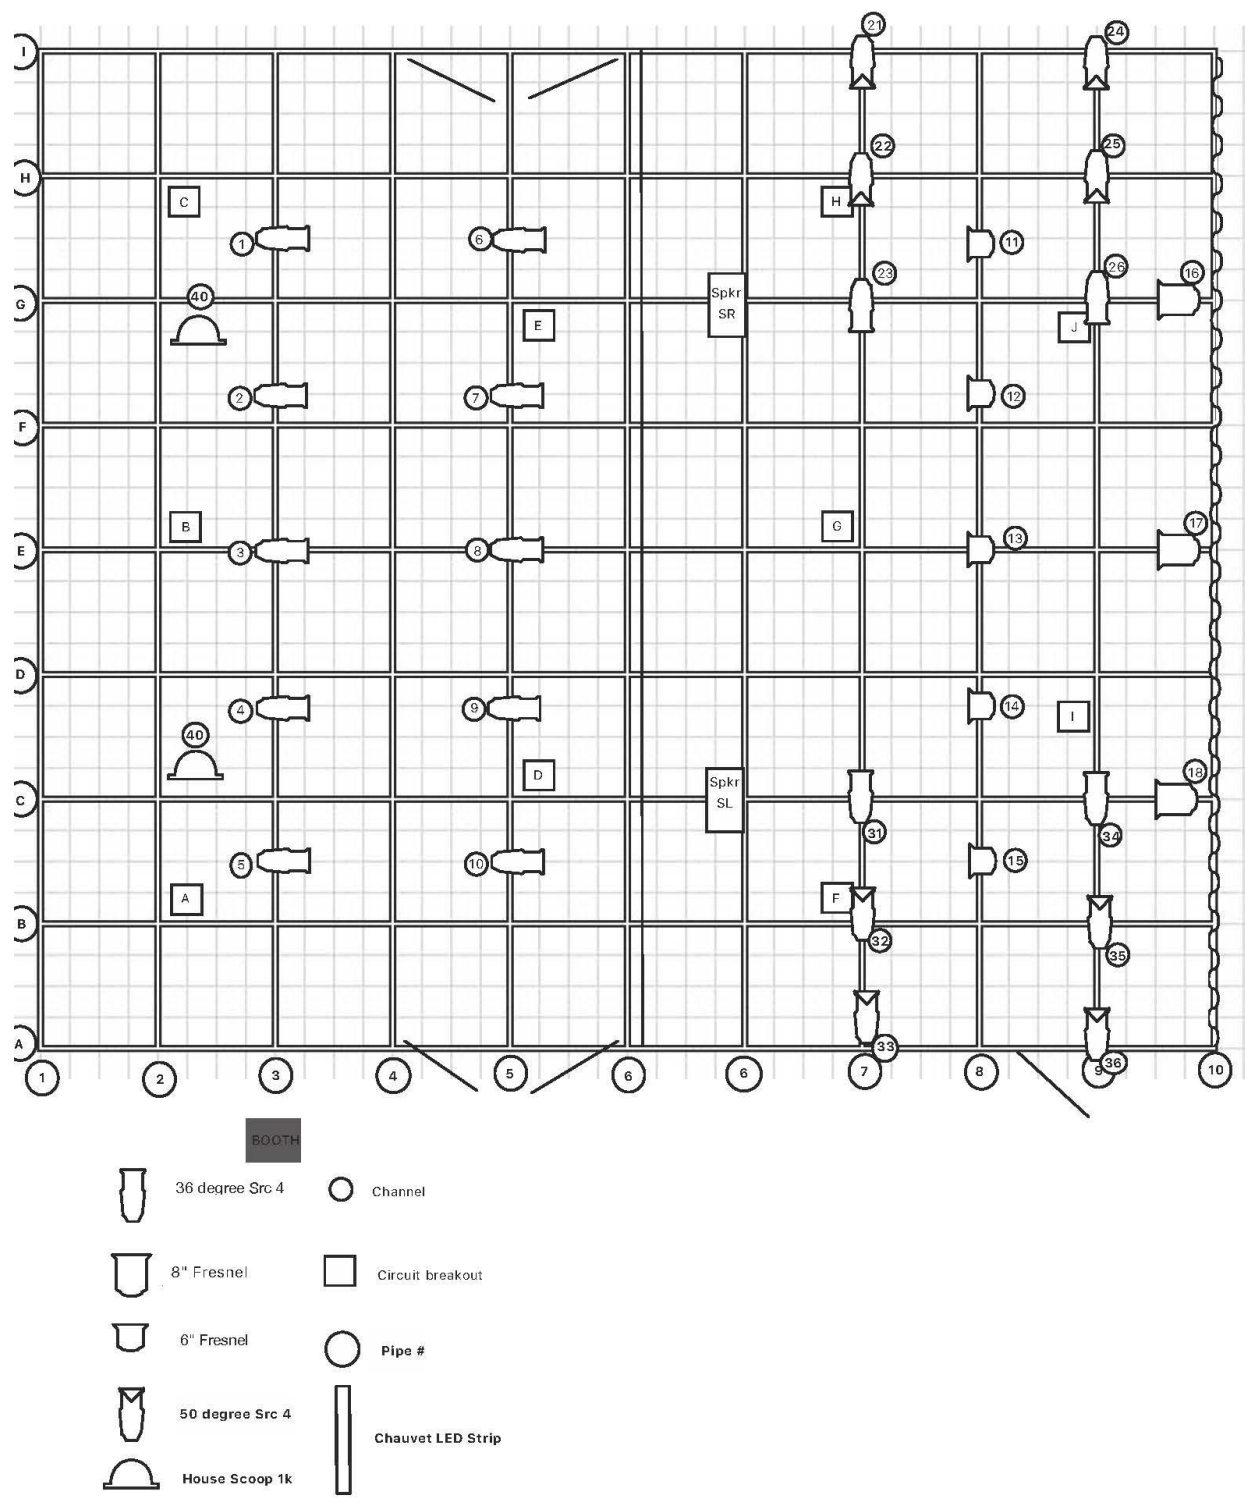 21
24
I
22
25
H
C
H
1
6
11
23
26
16
40
G
Spkr
SR
E
J
2
7
12
F
B
G
17
E
3
8
13
D
4
9
14
I
40
D
Spkr
SL
18
C
31
34
5
10
15
A
F
B
32
35
A
33
36
1
2
3
4
5
6
6
7
8
9
10
BOOTH
36 degree Src 4
Channel
8" Fresnel
Circuit breakout
6" Fresnel
Pipe #
50 degree Src 4
Chauvet LED Strip
House Scoop 1k